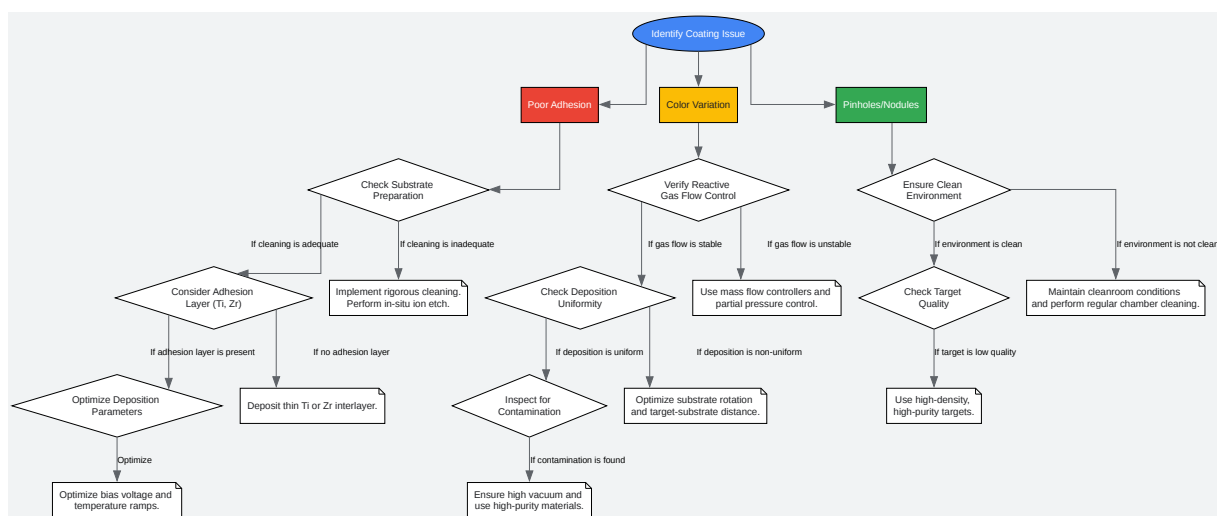 Identify Coating Issue
Poor Adhesion
Color Variation
Pinholes/Nodules
Check Substrate
Preparation
Verify Reactive
Gas Flow Control
Ensure Clean
Environment
If cleaning is adequate
If cleaning is inadequate
If gas flow is stable
If gas flow is unstable
If environment is clean
If environment is not clean
Consider Adhesion
Layer (Ti, Zr)
Implement rigorous cleaning.
Perform in-situ ion etch.
Check Deposition
Uniformity
Use mass flow controllers and
partial pressure control.
Check Target
Quality
Maintain cleanroom conditions
and perform regular chamber cleaning.
If adhesion layer is present
If no adhesion layer
If deposition is uniform
If deposition is non-uniform
If target is low quality
Optimize Deposition
Parameters
Deposit thin Ti or Zr interlayer.
Inspect for
Contamination
Optimize substrate rotation
and target-substrate distance.
Use high-density,
high-purity targets.
Optimize
If contamination is found
Optimize bias voltage and
temperature ramps.
Ensure high vacuum and
use high-purity materials.